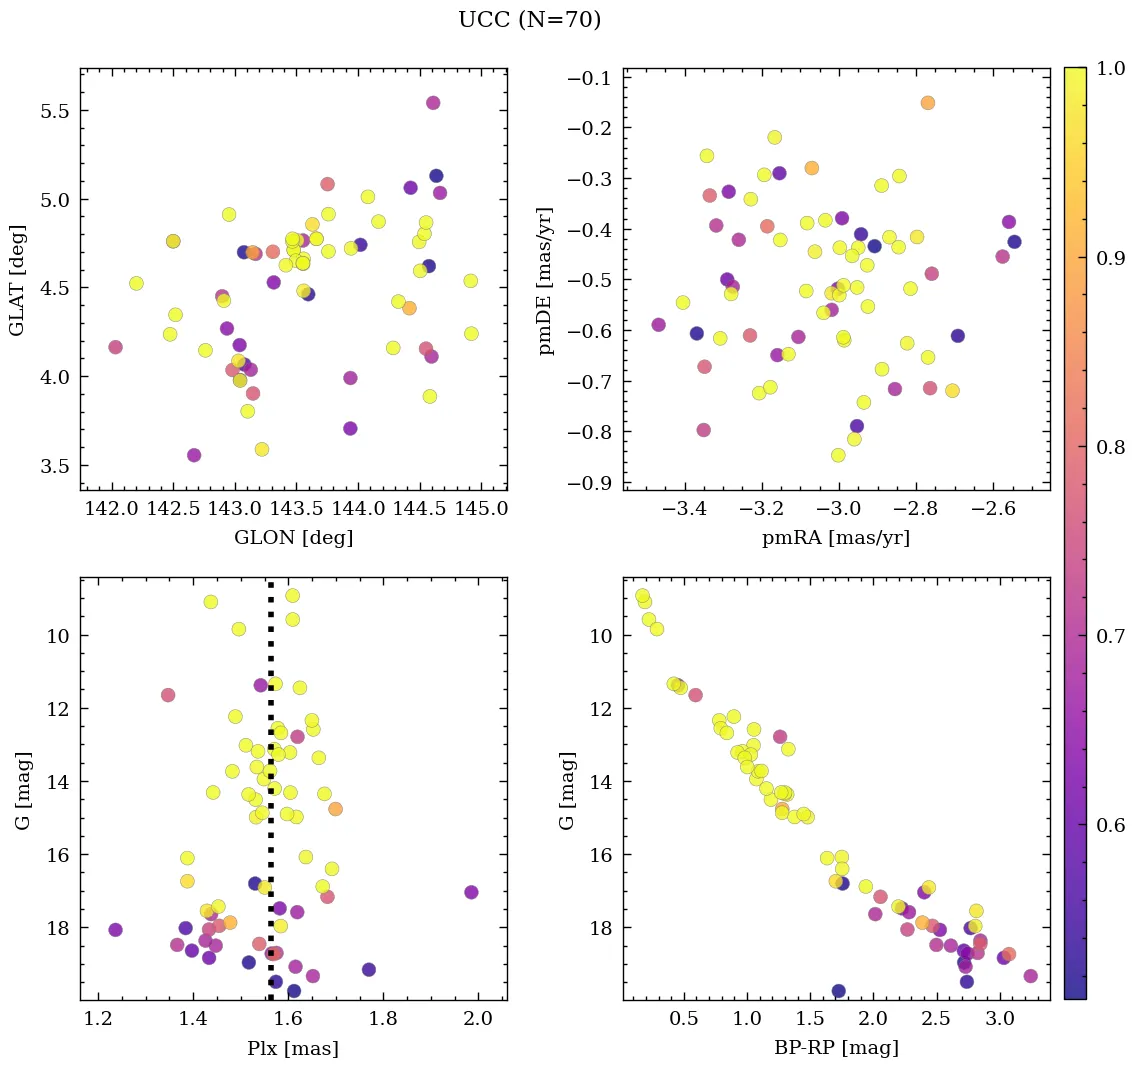 UCC (N=70)
5.5
5.0
4.5
4.0
3.5
GLAT [deg]
142.0 142.5 143.0 143.5 144.0 144.5 145.0
GLON [deg]
−0.1
−0.2
−0.3
−0.4
−0.5
−0.6
−0.7
−0.8
−0.9
pmDE [mas/yr]
−3.4 −3.2 −3.0 −2.8 −2.6
pmRA [mas/yr]
1.0
0.9
0.8
0.7
0.6
10
12
14
16
18
G [mag]
1.2 1.4 1.6 1.8 2.0
Plx [mas]
10
12
14
16
18
G [mag]
0.5 1.0 1.5 2.0 2.5 3.0
BP-RP [mag]